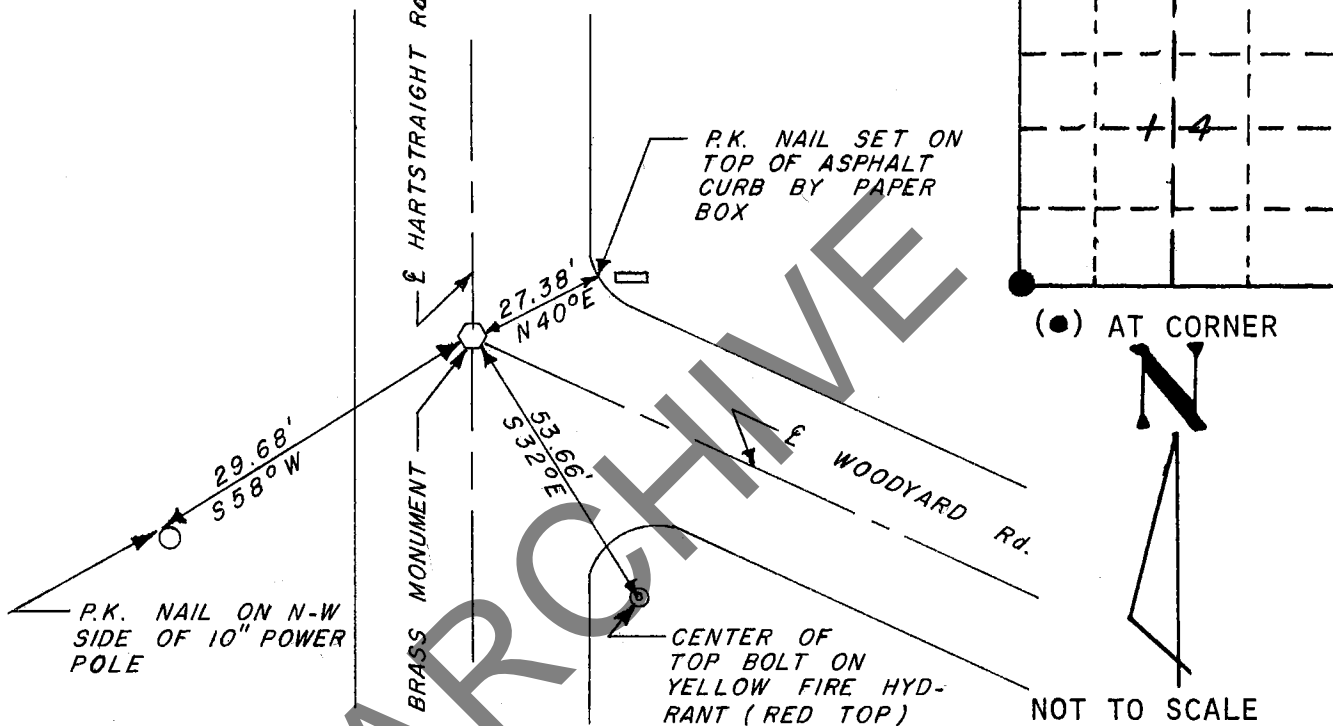 ℄ HARTSTRAIGHT Rd
P.K. NAIL SET ON
TOP OF ASPHALT
CURB BY PAPER
BOX
14
27.38'
N40°E
(●) AT CORNER
N
29.68'
S58°W
53.66'
S32°E
℄ WOODYARD Rd.
BRASS MONUMENT
P.K. NAIL ON N-W
SIDE OF 10" POWER
POLE
CENTER OF
TOP BOLT ON
YELLOW FIRE HYD-
RANT (RED TOP)
NOT TO SCALE
ARCHIVE